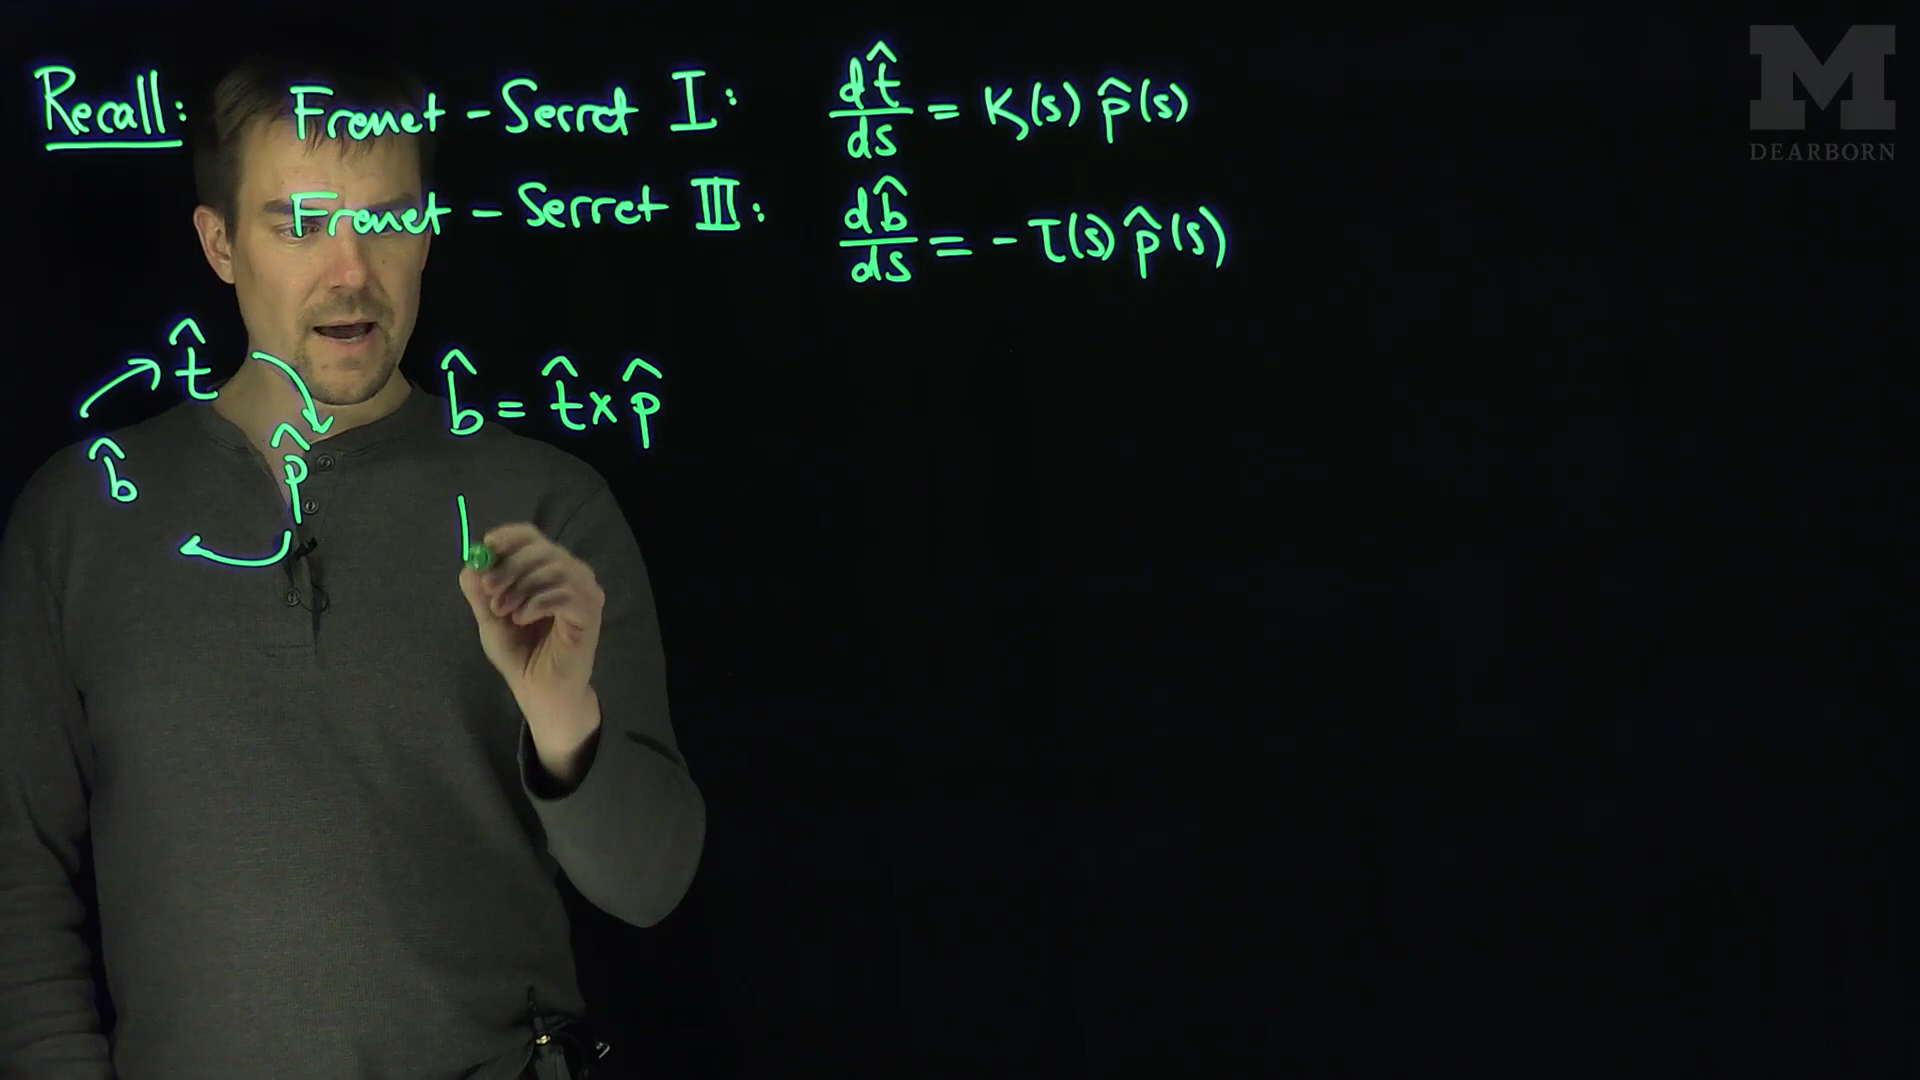 Recall: Frenet - Serret I: dt̂/ds = κ(s) p̂(s)
Frenet - Serret III: db̂/ds = - τ(s) p̂(s)
t̂
b̂ p̂
b̂ = t̂ x p̂
M
DEARBORN